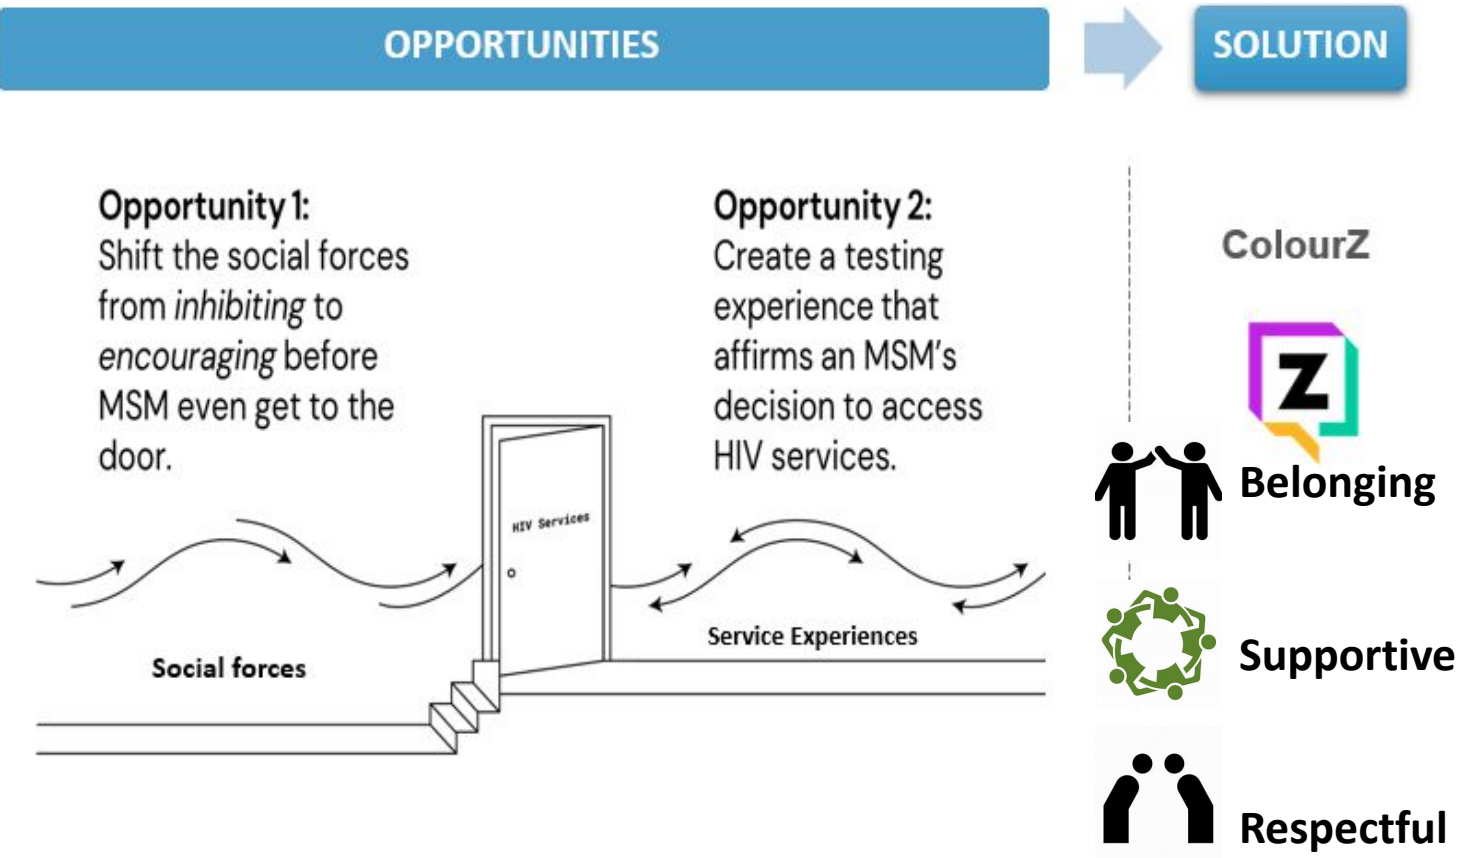 OPPORTUNITIES
SOLUTION
Opportunity 1:
Shift the social forces
from inhibiting to
encouraging before
MSM even get to the
door.
Opportunity 2:
Create a testing
experience that
affirms an MSM's
decision to access
HIV services.
HIV Services
Social forces
Service Experiences
ColourZ
Z
Belonging
Supportive
Respectful